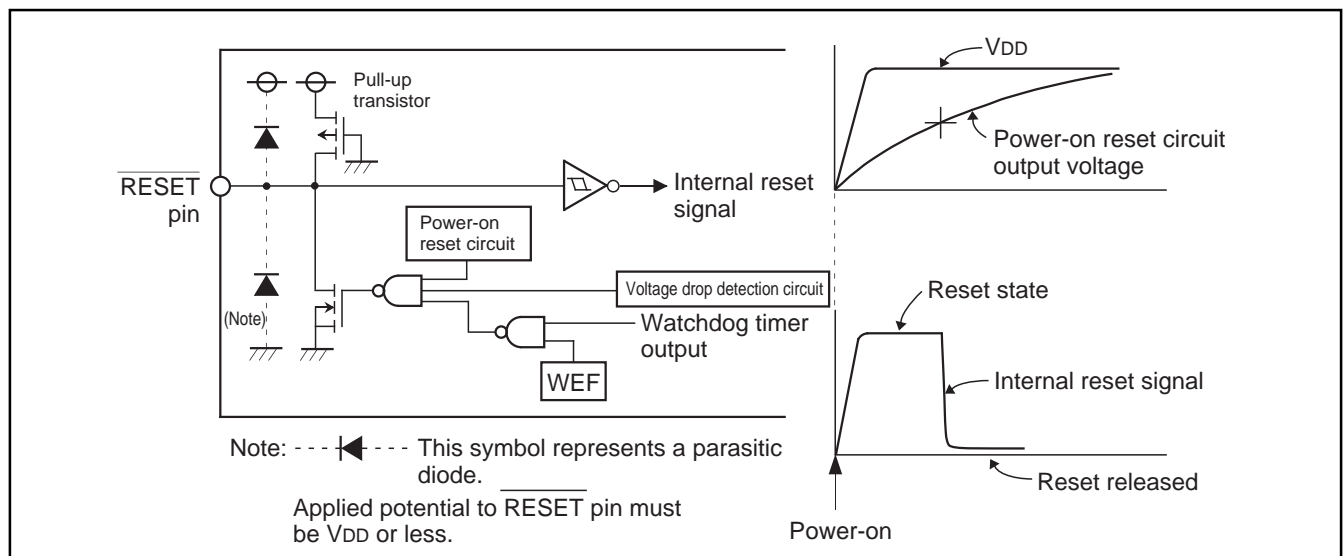 Pull-up
transistor
RESET
pin
Internal reset
signal
Power-on
reset circuit
Voltage drop detection circuit
(Note)
Watchdog timer
output
WEF
Note:
This symbol represents a parasitic
diode.
Applied potential to RESET pin must
be VDD or less.
VDD
Power-on reset circuit
output voltage
Reset state
Internal reset signal
Reset released
Power-on